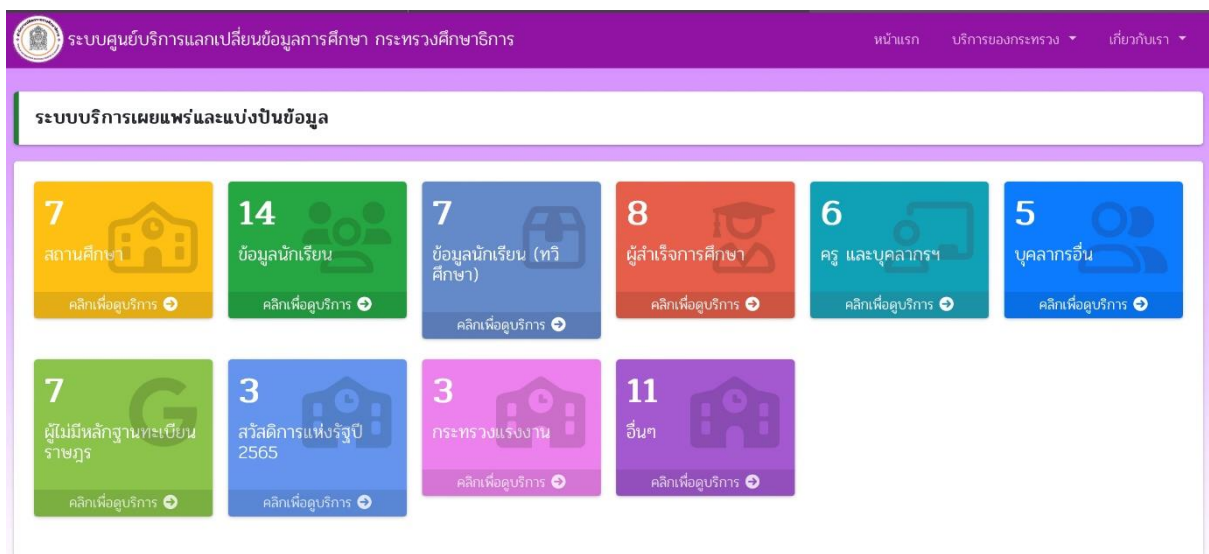 ระบบศูนย์บริการแลกเปลี่ยนข้อมูลการศึกษา กระทรวงศึกษาธิการ
หน้าแรก บริการของกระทรวง เกี่ยวกับเรา
ระบบบริการเผยแพร่และแบ่งปันข้อมูล
7
สถานศึกษา
คลิกเพื่อดูบริการ
14
ข้อมูลนักเรียน
คลิกเพื่อดูบริการ
7
ข้อมูลนักเรียน (ทวิ
ศึกษา)
คลิกเพื่อดูบริการ
8
ผู้สำเร็จการศึกษา
คลิกเพื่อดูบริการ
6
ครู และบุคลากรฯ
คลิกเพื่อดูบริการ
5
บุคลากรอื่น
คลิกเพื่อดูบริการ
7
ผู้ไม่มีหลักฐานทะเบียน
ราษฎร
คลิกเพื่อดูบริการ
3
สวัสดิการแห่งรัฐปี
2565
คลิกเพื่อดูบริการ
3
กระทรวงแรงงาน
คลิกเพื่อดูบริการ
11
อื่นๆ
คลิกเพื่อดูบริการ